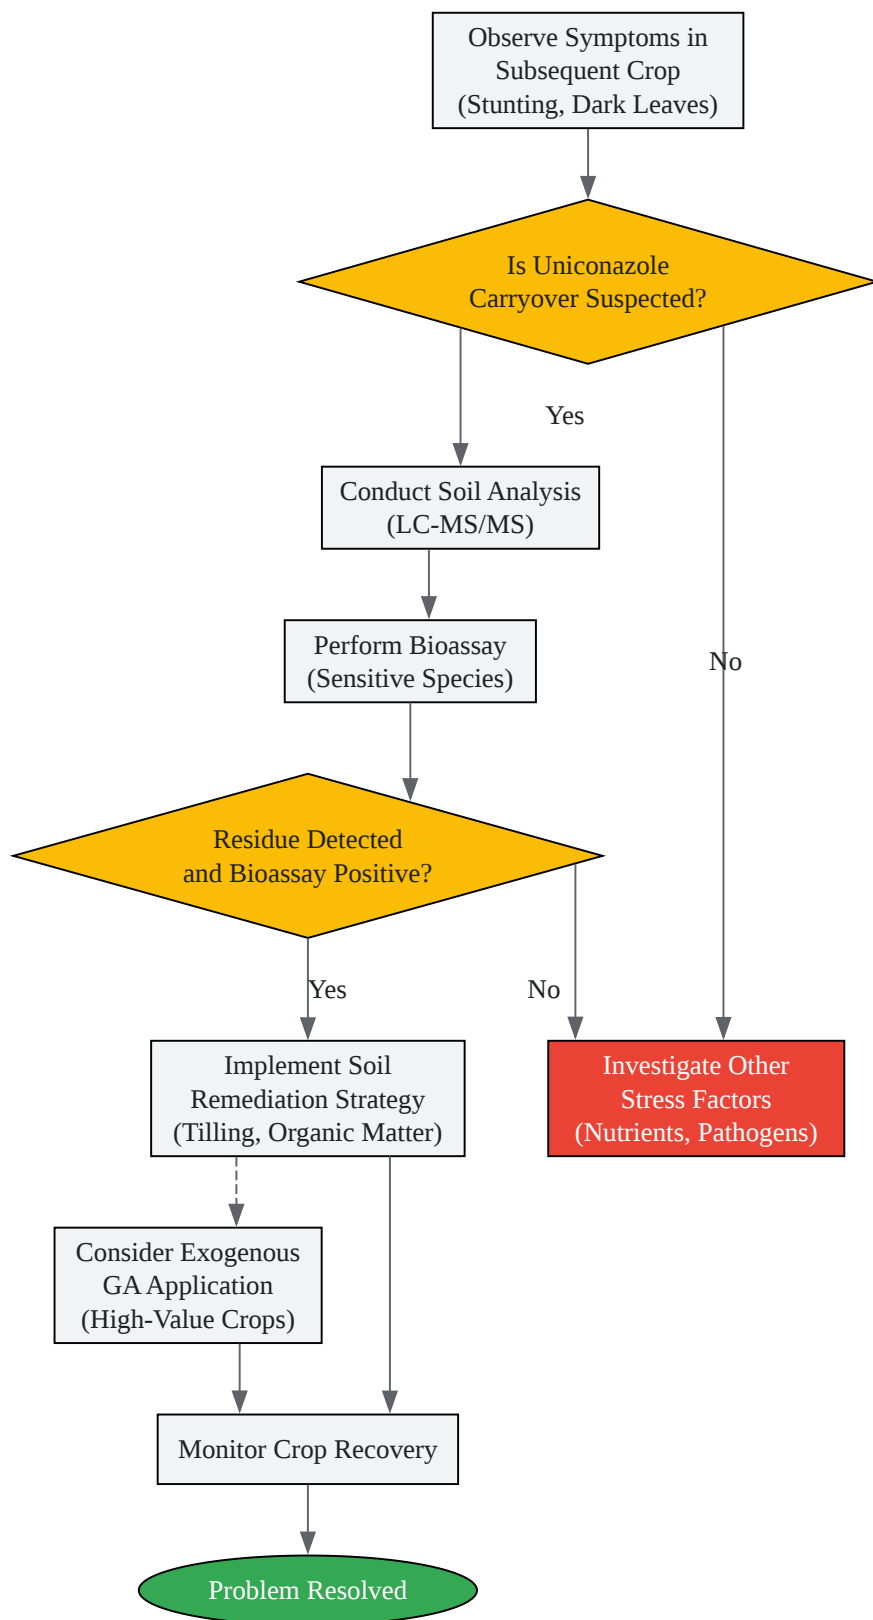 Observe Symptoms in
Subsequent Crop
(Stunting, Dark Leaves)
Is Uniconazole
Carryover Suspected?
Yes
Conduct Soil Analysis
(LC-MS/MS)
Perform Bioassay
(Sensitive Species)
No
Residue Detected
and Bioassay Positive?
Yes
No
Implement Soil
Remediation Strategy
(Tilling, Organic Matter)
Investigate Other
Stress Factors
(Nutrients, Pathogens)
Consider Exogenous
GA Application
(High-Value Crops)
Monitor Crop Recovery
Problem Resolved